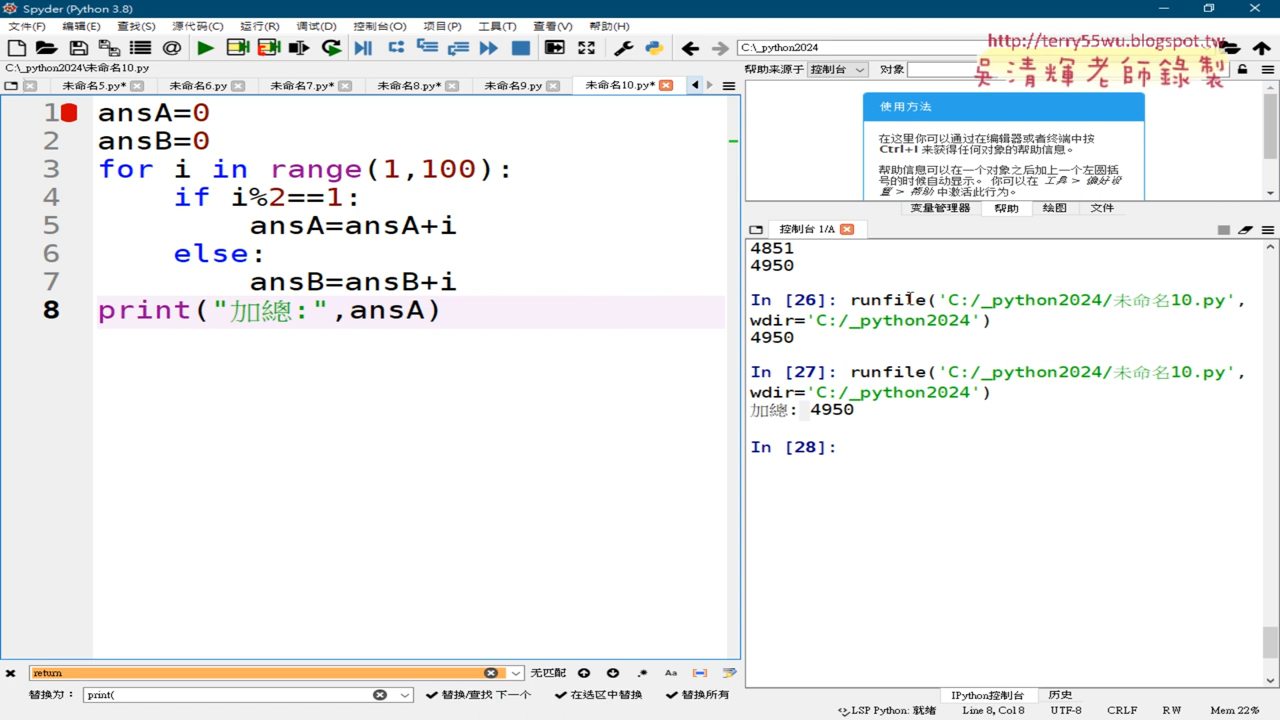 Spyder (Python 3.8)
文件(F) 编辑(E) 查找(S) 源代码(C) 运行(R) 调试(D) 控制台(O) 项目(P) 工具(T) 查看(V) 帮助(H)
C:\_python2024
http://terry55wu.blogspot.tw
吳清輝老師錄製
C:\_python2024\未命名10.py
帮助来源于 控制台 对象
未命名5.py* 未命名6.py 未命名7.py* 未命名8.py* 未命名9.py 未命名10.py*
使用方法
在这里你可以通过在编辑器或者终端中按
Ctrl+I 来获得任何对象的帮助信息。
帮助信息可以在一个对象之后加上一个左圆括
号的时候自动显示。 你可以在 工具 > 偏好设
置 > 帮助 中激活此行为。
变量管理器 帮助 绘图 文件
控制台 1/A
1 ansA=0
2 ansB=0
3 for i in range(1,100):
4 if i%2==1:
5 ansA=ansA+i
6 else:
7 ansB=ansB+i
8 print("加總:",ansA)
4851
4950
In [26]: runfile('C:/_python2024/未命名10.py',
wdir='C:/_python2024')
4950
In [27]: runfile('C:/_python2024/未命名10.py',
wdir='C:/_python2024')
加總: 4950
In [28]:
return 无匹配 Aa
替换为: print( 替换/查找 下一个 在选区中替换 替换所有
IPython控制台 历史
LSP Python: 就绪 Line 8, Col 8 UTF-8 CRLF RW Mem 22%